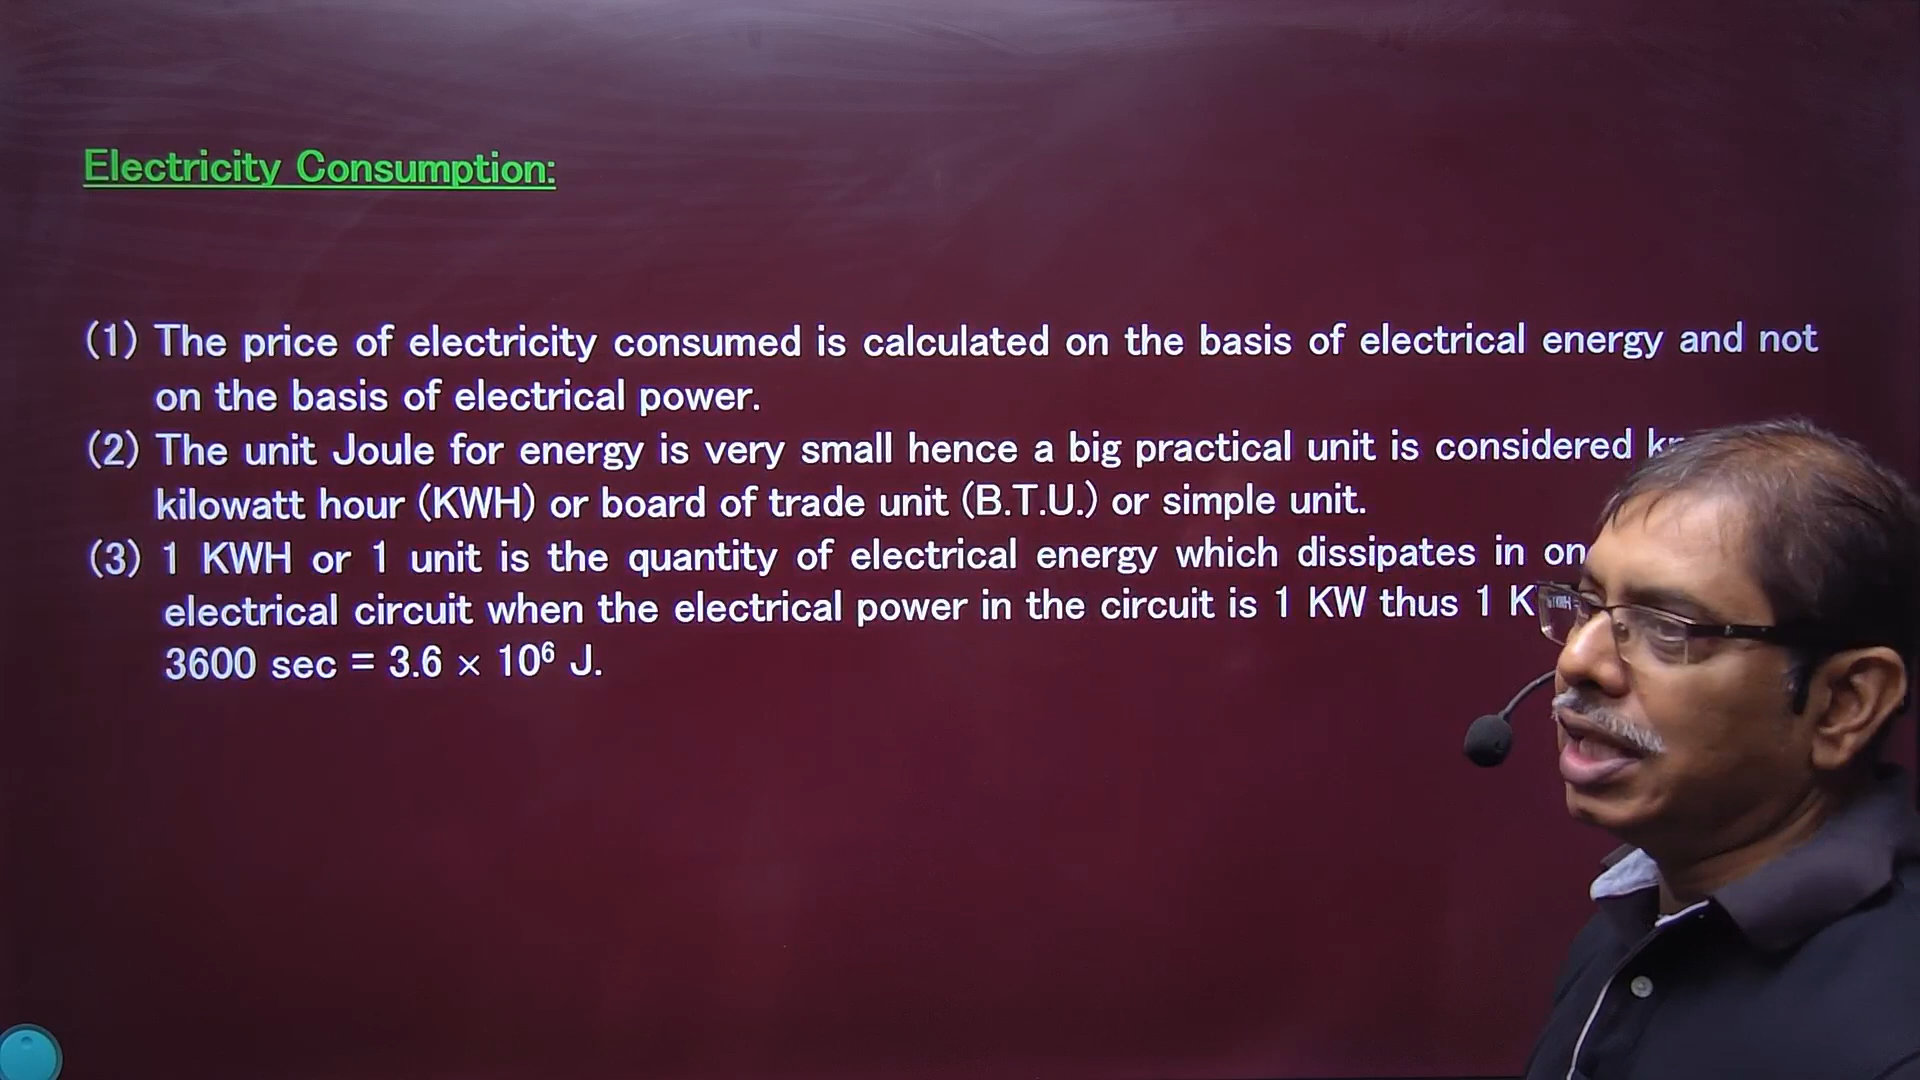 Electricity Consumption:
(1) The price of electricity consumed is calculated on the basis of electrical energy and not
on the basis of electrical power.
(2) The unit Joule for energy is very small hence a big practical unit is considered
kilowatt hour (KWH) or board of trade unit (B.T.U.) or simple unit.
(3) 1 KWH or 1 unit is the quantity of electrical energy which dissipates in
electrical circuit when the electrical power in the circuit is 1 KW thus 1
3600 sec = 3.6 × 10⁶ J.